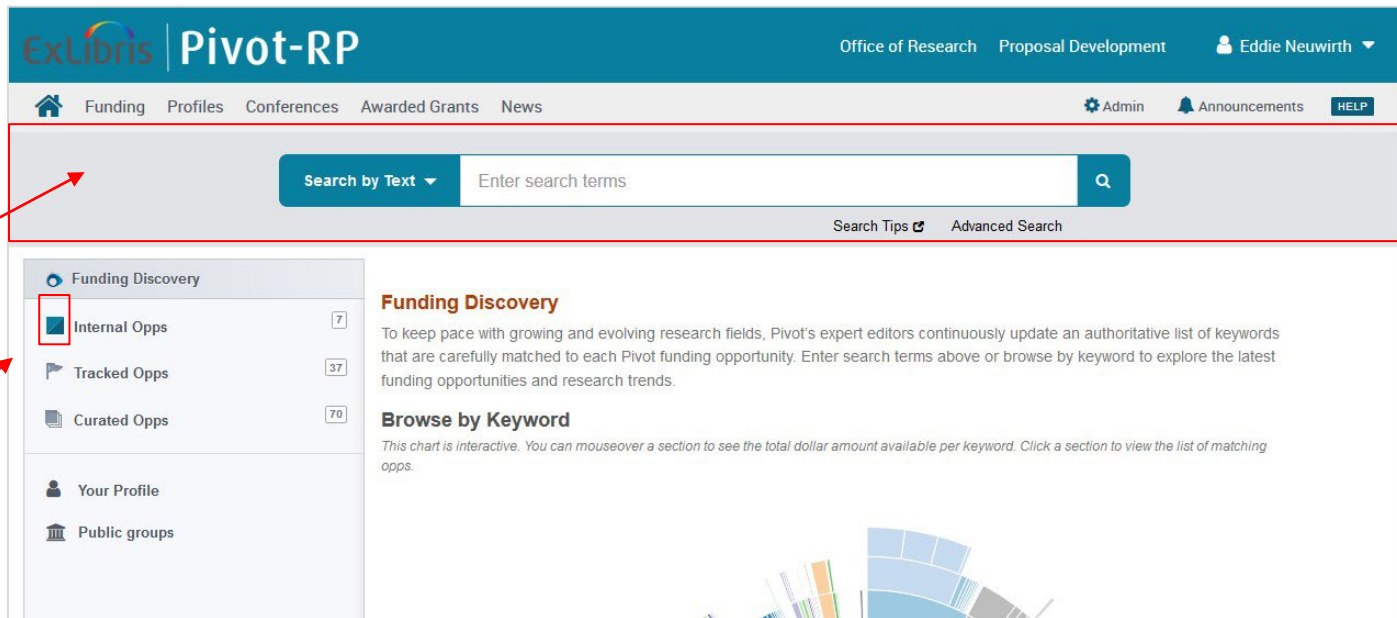 ExLibris Pivot-RP
Office of Research Proposal Development Eddie Neuwirth
Funding Profiles Conferences Awarded Grants News Admin Announcements HELP
Search by Text Enter search terms
Search Tips Advanced Search
Funding Discovery
Internal Opps 7
Tracked Opps 37
Curated Opps 70
Your Profile
Public groups
Funding Discovery
To keep pace with growing and evolving research fields, Pivot's expert editors continuously update an authoritative list of keywords
that are carefully matched to each Pivot funding opportunity. Enter search terms above or browse by keyword to explore the latest
funding opportunities and research trends.
Browse by Keyword
This chart is interactive. You can mouseover a section to see the total dollar amount available per keyword. Click a section to view the list of matching
opps.